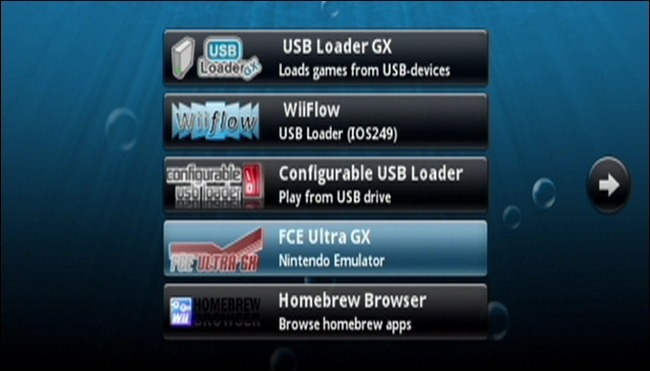 USB
Loader GX
USB Loader GX
Loads games from USB-devices
Wiiflow
WiiFlow
USB Loader (IOS249)
configurable
usb loader
Configurable USB Loader
Play from USB drive
FCE ULTRA GX
FCE Ultra GX
Nintendo Emulator
Wii
HOMEBREW
BROWSER
Homebrew Browser
Browse homebrew apps